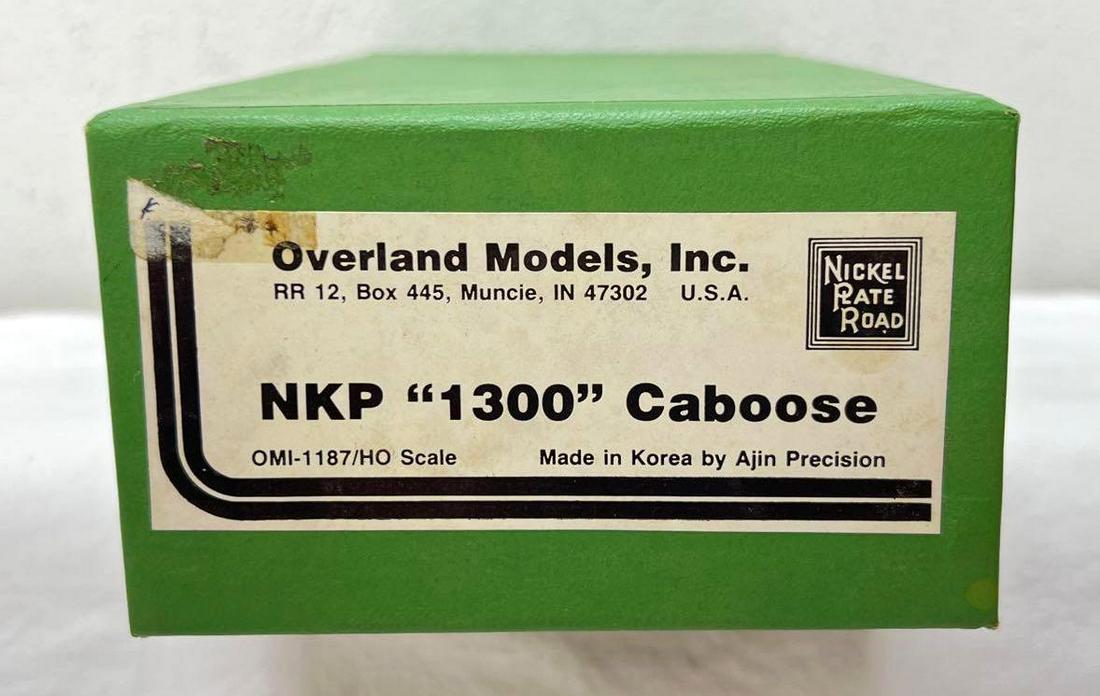 Overland Models, Inc.
RR 12, Box 445, Muncie, IN 47302 U.S.A.
NICKEL
PLATE
ROAD
NKP “1300” Caboose
OMI-1187/HO Scale Made in Korea by Ajin Precision